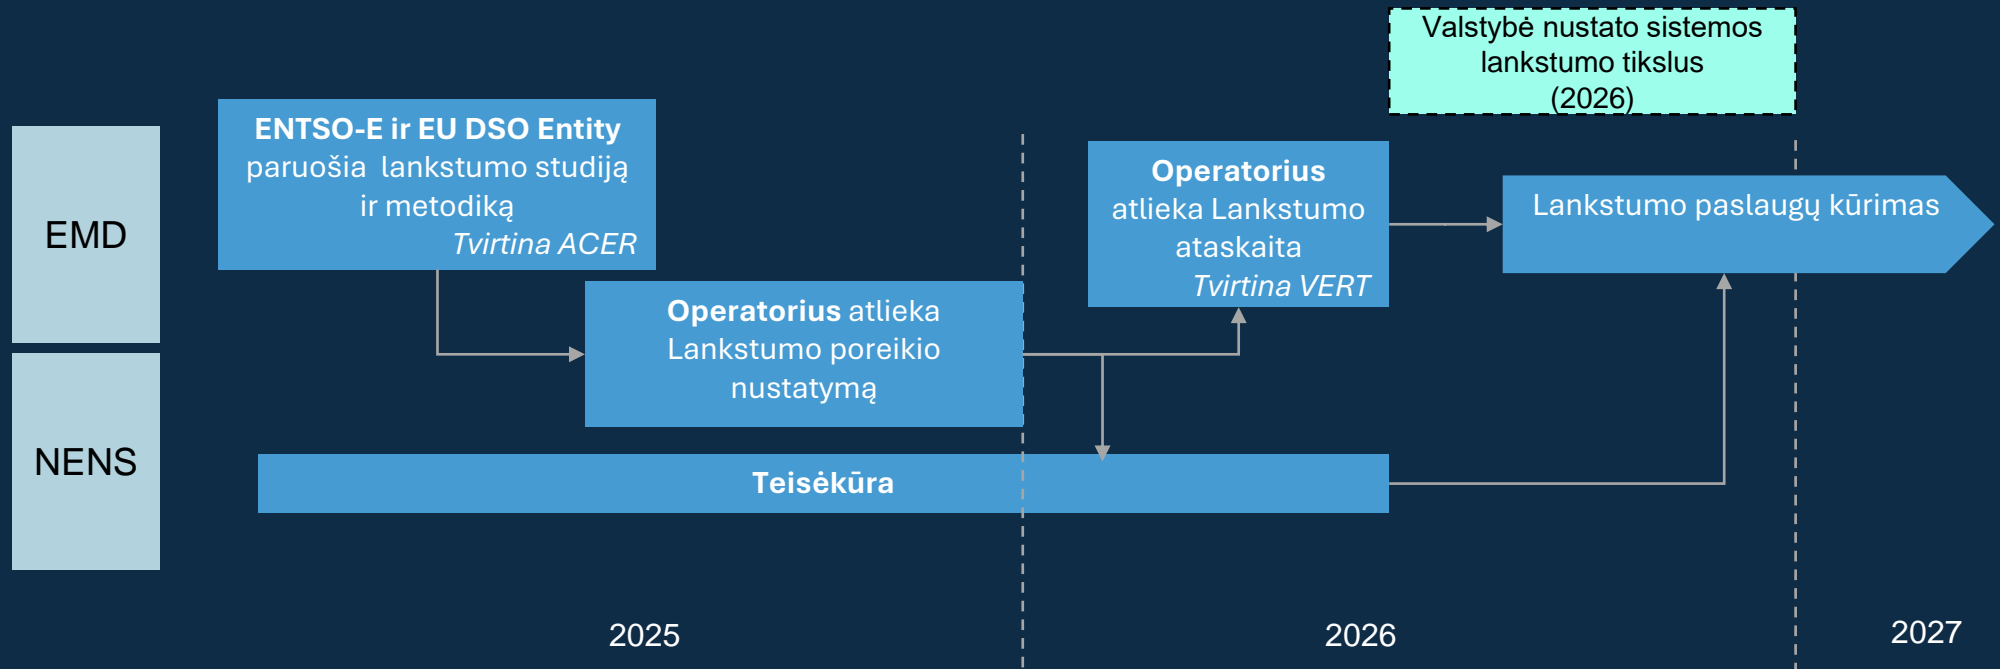 Valstybė nustato sistemos
lankstumo tikslus
(2026)
EMD
ENTSO-E ir EU DSO Entity
paruošia lankstumo studiją
ir metodiką
Tvirtina ACER
Operatorius atlieka
Lankstumo poreikio
nustatymą
Operatorius
atlieka Lankstumo
ataskaita
Tvirtina VERT
Lankstumo paslaugų kūrimas
NENS
Teisėkūra
2025
2026
2027